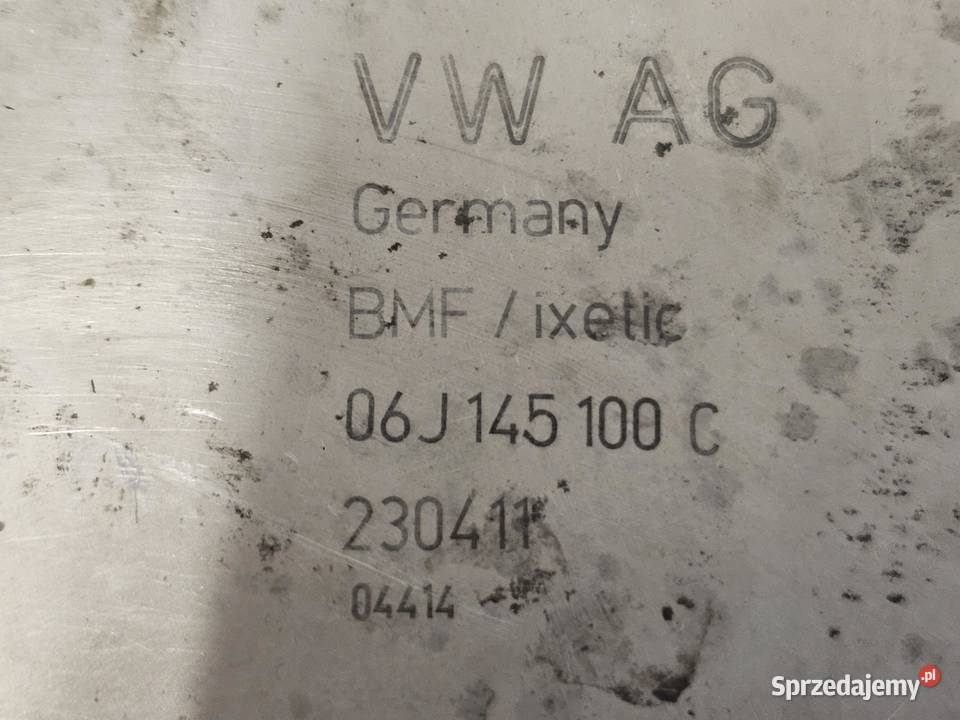 VW AG
Germany
BMF / ixetic
06J 145 100 C
230411
04414
Sprzedajemy.pl